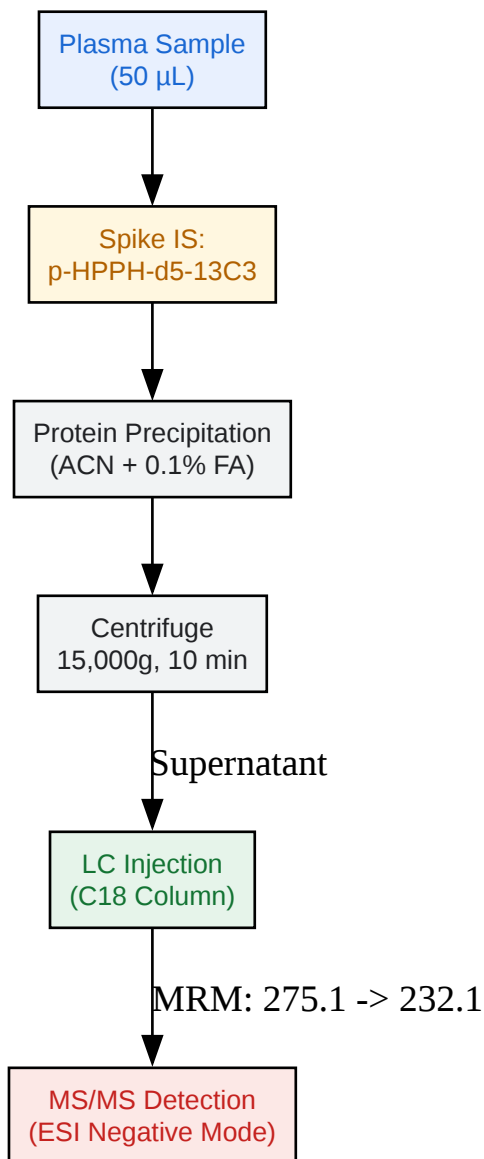 Plasma Sample
(50 µL)
Spike IS:
p-HPPH-d5-13C3
Protein Precipitation
(ACN + 0.1% FA)
Centrifuge
15,000g, 10 min
Supernatant
LC Injection
(C18 Column)
MRM: 275.1 -> 232.1
MS/MS Detection
(ESI Negative Mode)